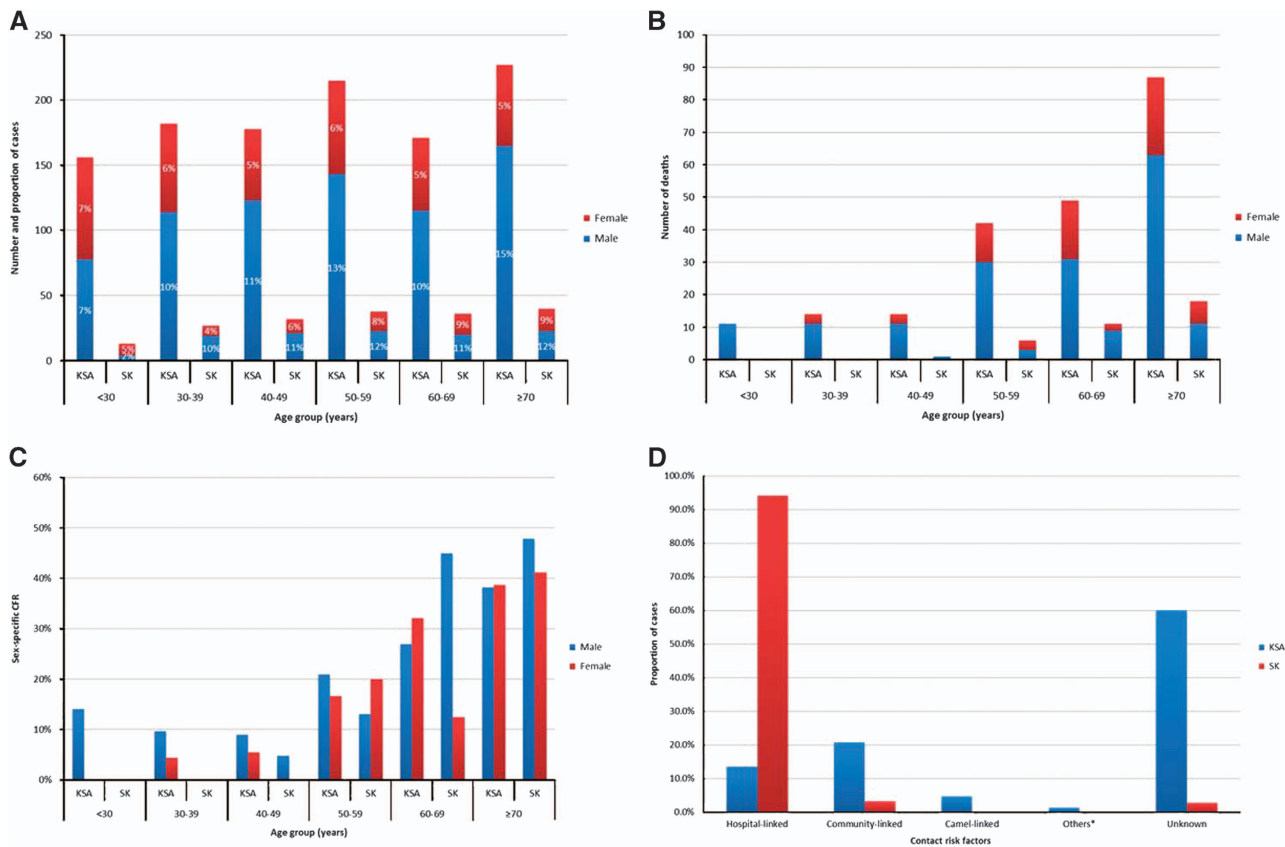 A
250
200
150
100
50
0
Number and proportion of cases
7%
7%
5%
6%
10%
4%
10%
5%
11%
6%
11%
6%
13%
8%
12%
5%
10%
9%
11%
5%
15%
9%
12%
Female
Male
KSA SK KSA SK KSA SK KSA SK KSA SK KSA SK
<30 30-39 40-49 50-59 60-69 ≥70
Age group (years)
B
100
90
80
70
60
50
40
30
20
10
0
Number of deaths
Female
Male
KSA SK KSA SK KSA SK KSA SK KSA SK KSA SK
<30 30-39 40-49 50-59 60-69 ≥70
Age group (years)
C
60%
50%
40%
30%
20%
10%
0%
Sex-specific CFR
Male
Female
KSA SK KSA SK KSA SK KSA SK KSA SK KSA SK
<30 30-39 40-49 50-59 60-69 ≥70
Age group (years)
D
100.0%
90.0%
80.0%
70.0%
60.0%
50.0%
40.0%
30.0%
20.0%
10.0%
0.0%
Proportion of cases
KSA
SK
Hospital-linked Community-linked Camel-linked Others* Unknown
Contact risk factors